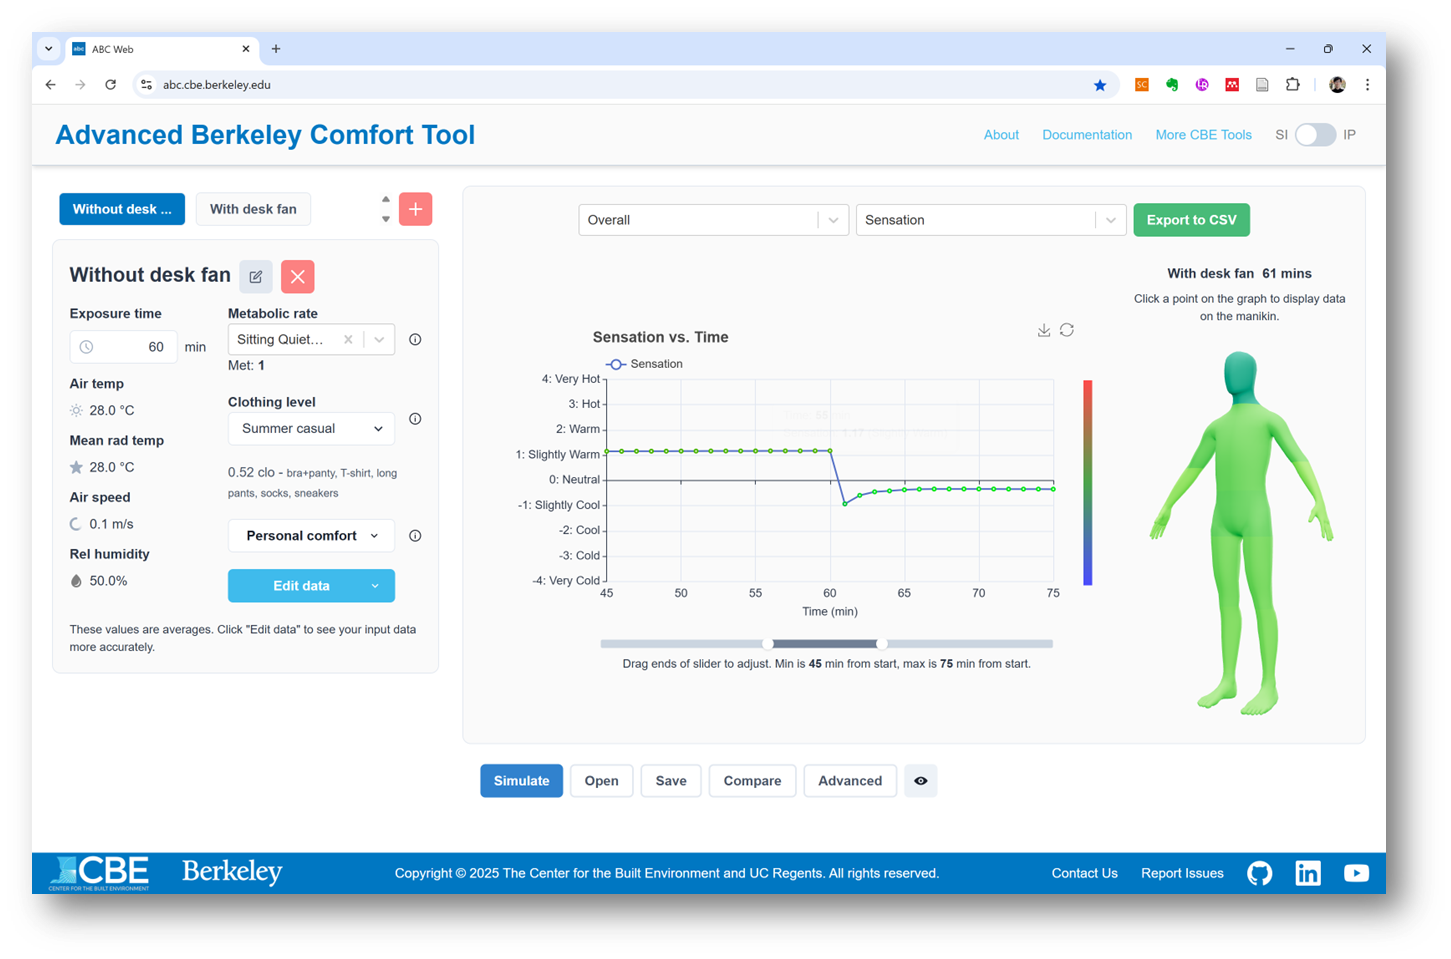 ABC Web
abc.cbe.berkeley.edu
Advanced Berkeley Comfort Tool
About
Documentation
More CBE Tools
SI
IP
Without desk ...
With desk fan
Without desk fan
Exposure time
60
min
Air temp
28.0 °C
Mean rad temp
28.0 °C
Air speed
0.1 m/s
Rel humidity
50.0%
Metabolic rate
Sitting Quiet...
Met: 1
Clothing level
Summer casual
0.52 clo - bra+panty, T-shirt, long
pants, socks, sneakers
Personal comfort
Edit data
These values are averages. Click "Edit data" to see your input data
more accurately.
Overall
Sensation
Export to CSV
With desk fan 61 mins
Click a point on the graph to display data
on the manikin.
Sensation vs. Time
Sensation
4: Very Hot
3: Hot
2: Warm
1: Slightly Warm
0: Neutral
-1: Slightly Cool
-2: Cool
-3: Cold
-4: Very Cold
45
50
55
60
65
70
75
Time (min)
Drag ends of slider to adjust. Min is 45 min from start, max is 75 min from start.
Simulate
Open
Save
Compare
Advanced
CBE
CENTER FOR THE BUILT ENVIRONMENT
Berkeley
Copyright © 2025 The Center for the Built Environment and UC Regents. All rights reserved.
Contact Us
Report Issues